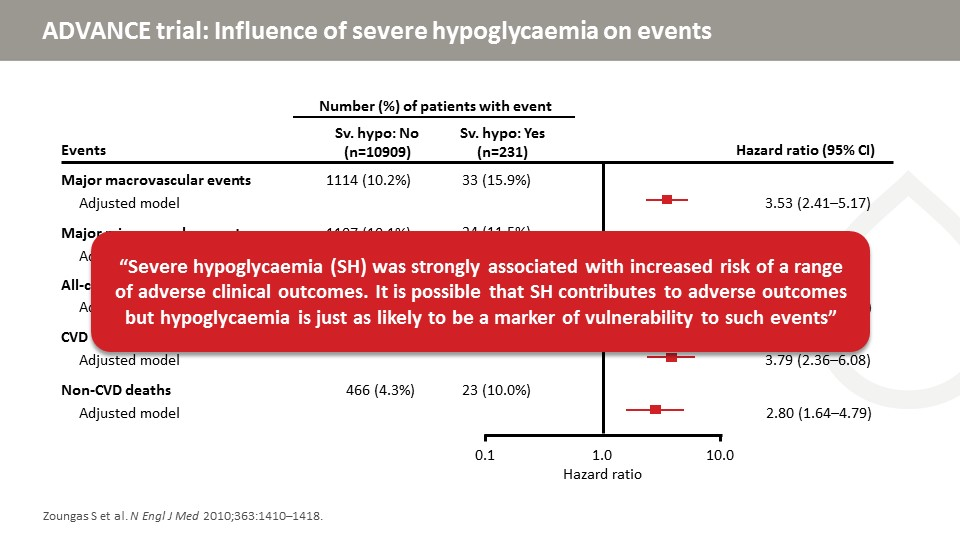 ADVANCE trial: Influence of severe hypoglycaemia on events
Number (%) of patients with event
Events
Sv. hypo: No (n=10909)
Sv. hypo: Yes (n=231)
Hazard ratio (95% CI)
Major macrovascular events 1114 (10.2%) 33 (15.9%)
Adjusted model 3.53 (2.41–5.17)
Major
“Severe hypoglycaemia (SH) was strongly associated with increased risk of a range
of adverse clinical outcomes. It is possible that SH contributes to adverse outcomes
but hypoglycaemia is just as likely to be a marker of vulnerability to such events”
CVD
Adjusted model 3.79 (2.36–6.08)
Non-CVD deaths 466 (4.3%) 23 (10.0%)
Adjusted model 2.80 (1.64–4.79)
0.1 1.0 10.0
Hazard ratio
Zoungas S et al. N Engl J Med 2010;363:1410–1418.